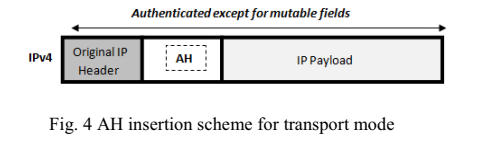 Authenticated except for mutable fields
IPv4
Original IP
Header
AH
IP Payload
Fig. 4 AH insertion scheme for transport mode